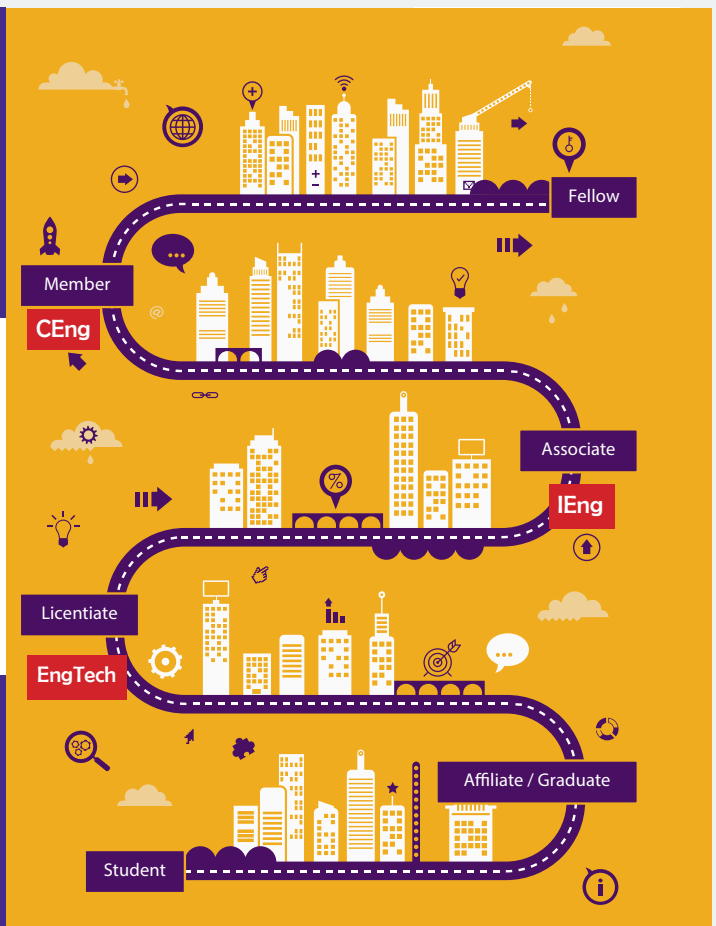 Fellow
Member
CEng
@
Associate
IEng
%
Licentiate
EngTech
Affiliate / Graduate
Student
i